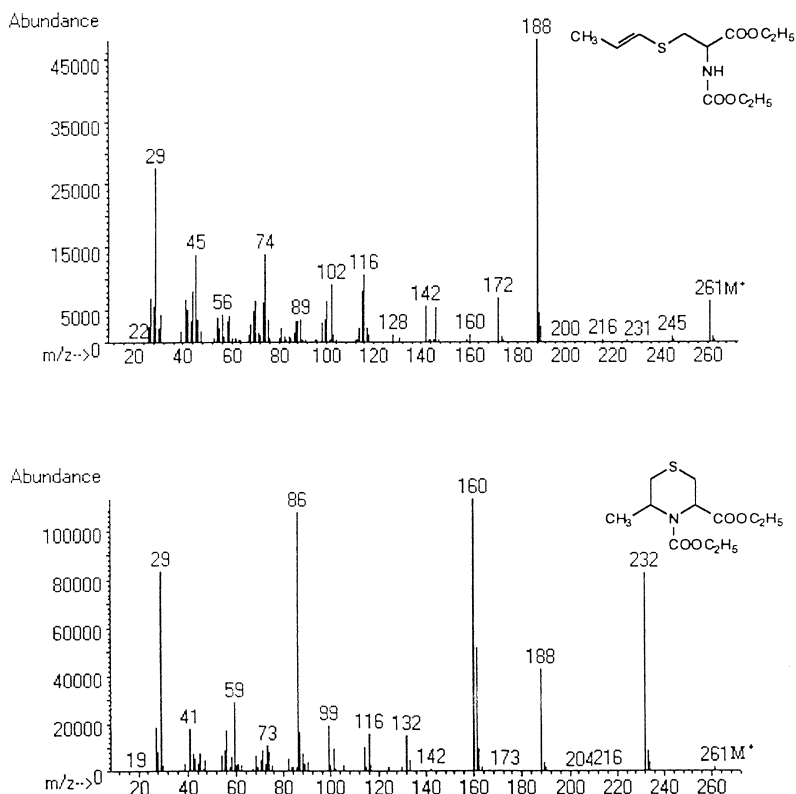 Abundance
188
CH₃
S
COOC₂H₅
NH
COOC₂H₅
45000
35000
29
25000
15000
45
74
116
102
172
142
261M⁺
5000
56
89
22
128
160
200
216
231
245
m/z-->0
20 40 60 80 100 120 140 160 180 200 220 240 260
Abundance
S
CH₃
N
COOC₂H₅
COOC₂H₅
160
86
100000
29
232
80000
60000
188
40000
59
20000
41
99
116
132
73
19
142
173
204
216
261M⁺
m/z-->0
20 40 60 80 100 120 140 160 180 200 220 240 260